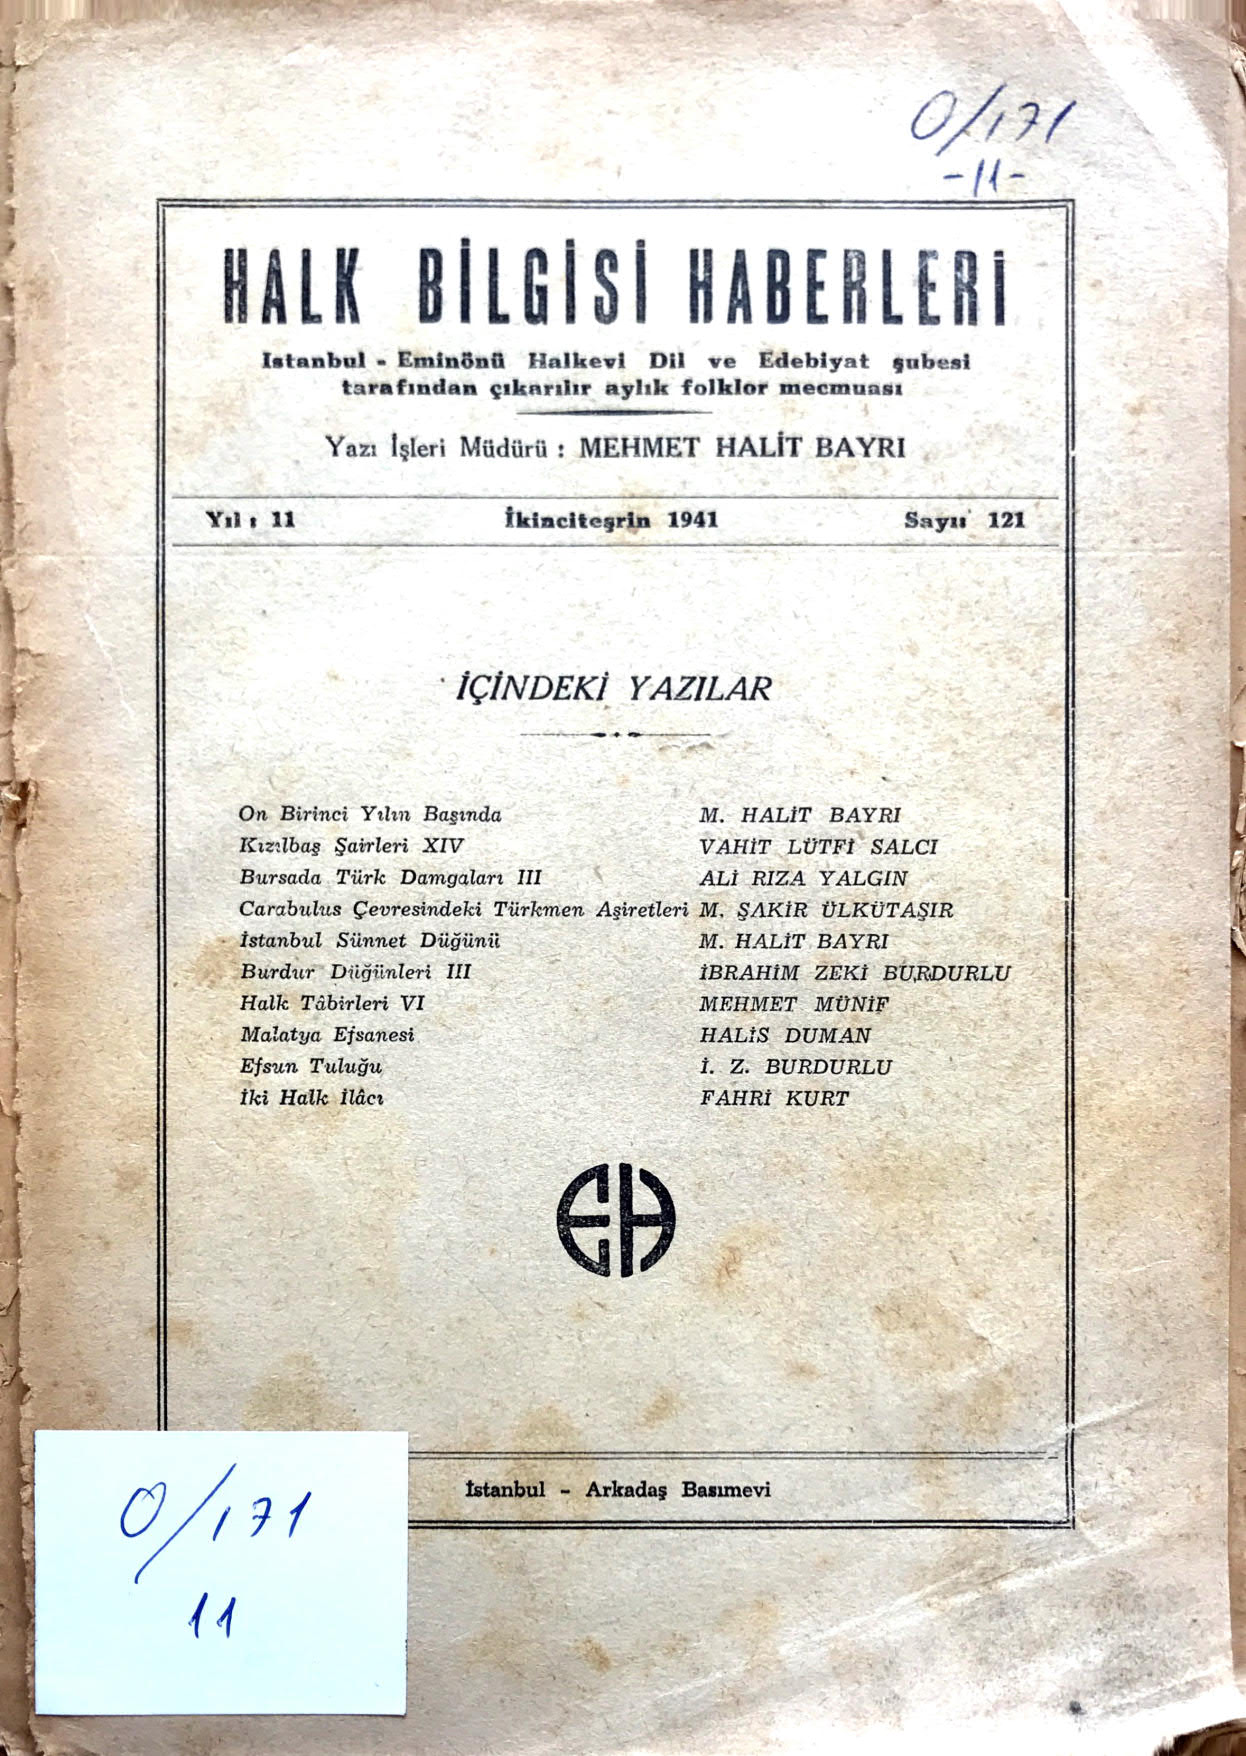 O/171
-11-
HALK BİLGİSİ HABERLERİ
Istanbul - Eminönü Halkevi Dil ve Edebiyat şubesi
tarafından çıkarılır aylık folklor mecmuası
Yazı İşleri Müdürü : MEHMET HALİT BAYRI
Yıl : 11 İkinciteşrin 1941 Sayı: 121
İÇİNDEKİ YAZILAR
On Birinci Yılın Başında M. HALİT BAYRI
Kızılbaş Şairleri XIV VAHİT LÜTFİ SALCI
Bursada Türk Damgaları III ALİ RIZA YALGIN
Carabulus Çevresindeki Türkmen Aşiretleri M. ŞAKİR ÜLKÜTAŞIR
İstanbul Sünnet Düğünü M. HALİT BAYRI
Burdur Düğünleri III İBRAHİM ZEKİ BURDURLU
Halk Tâbirleri VI MEHMET MÜNİF
Malatya Efsanesi HALİS DUMAN
Efsun Tuluğu İ. Z. BURDURLU
İki Halk İlâcı FAHRİ KURT
EH
İstanbul - Arkadaş Basımevi
O/171
11